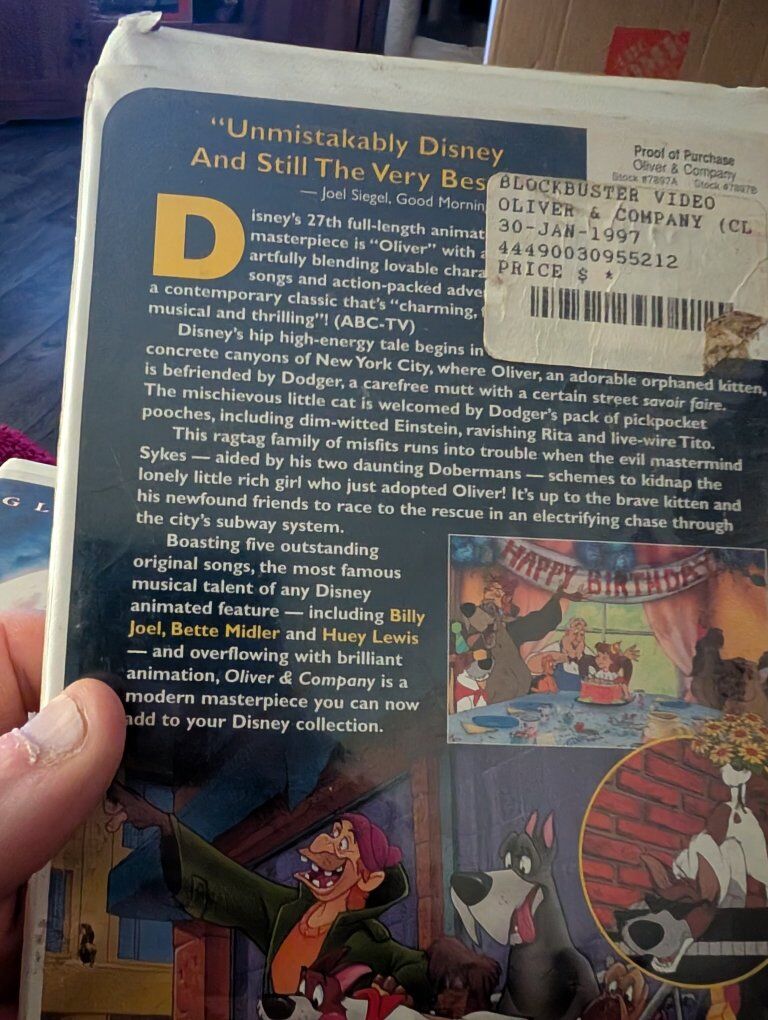 "Unmistakably Disney
And Still The Very Bes
— Joel Siegel, Good Mornin
Proof of Purchase
Oliver & Company
Stock #7897A Stock #7897B
BLOCKBUSTER VIDEO
OLIVER & COMPANY (CL
30-JAN-1997
44490030955212
PRICE $ *
Disney's 27th full-length animat
masterpiece is "Oliver" with a
artfully blending lovable chara
songs and action-packed adve
a contemporary classic that's "charming,
musical and thrilling"! (ABC-TV)
Disney's hip high-energy tale begins in
concrete canyons of New York City, where Oliver, an adorable orphaned kitten,
is befriended by Dodger, a carefree mutt with a certain street savoir faire.
The mischievous little cat is welcomed by Dodger's pack of pickpocket
pooches, including dim-witted Einstein, ravishing Rita and live-wire Tito.
This ragtag family of misfits runs into trouble when the evil mastermind
Sykes — aided by his two daunting Dobermans — schemes to kidnap the
lonely little rich girl who just adopted Oliver! It's up to the brave kitten and
his newfound friends to race to the rescue in an electrifying chase through
the city's subway system.
Boasting five outstanding
original songs, the most famous
musical talent of any Disney
animated feature — including Billy
Joel, Bette Midler and Huey Lewis
— and overflowing with brilliant
animation, Oliver & Company is a
modern masterpiece you can now
add to your Disney collection.
HAPPY BIRTHDAY
G L